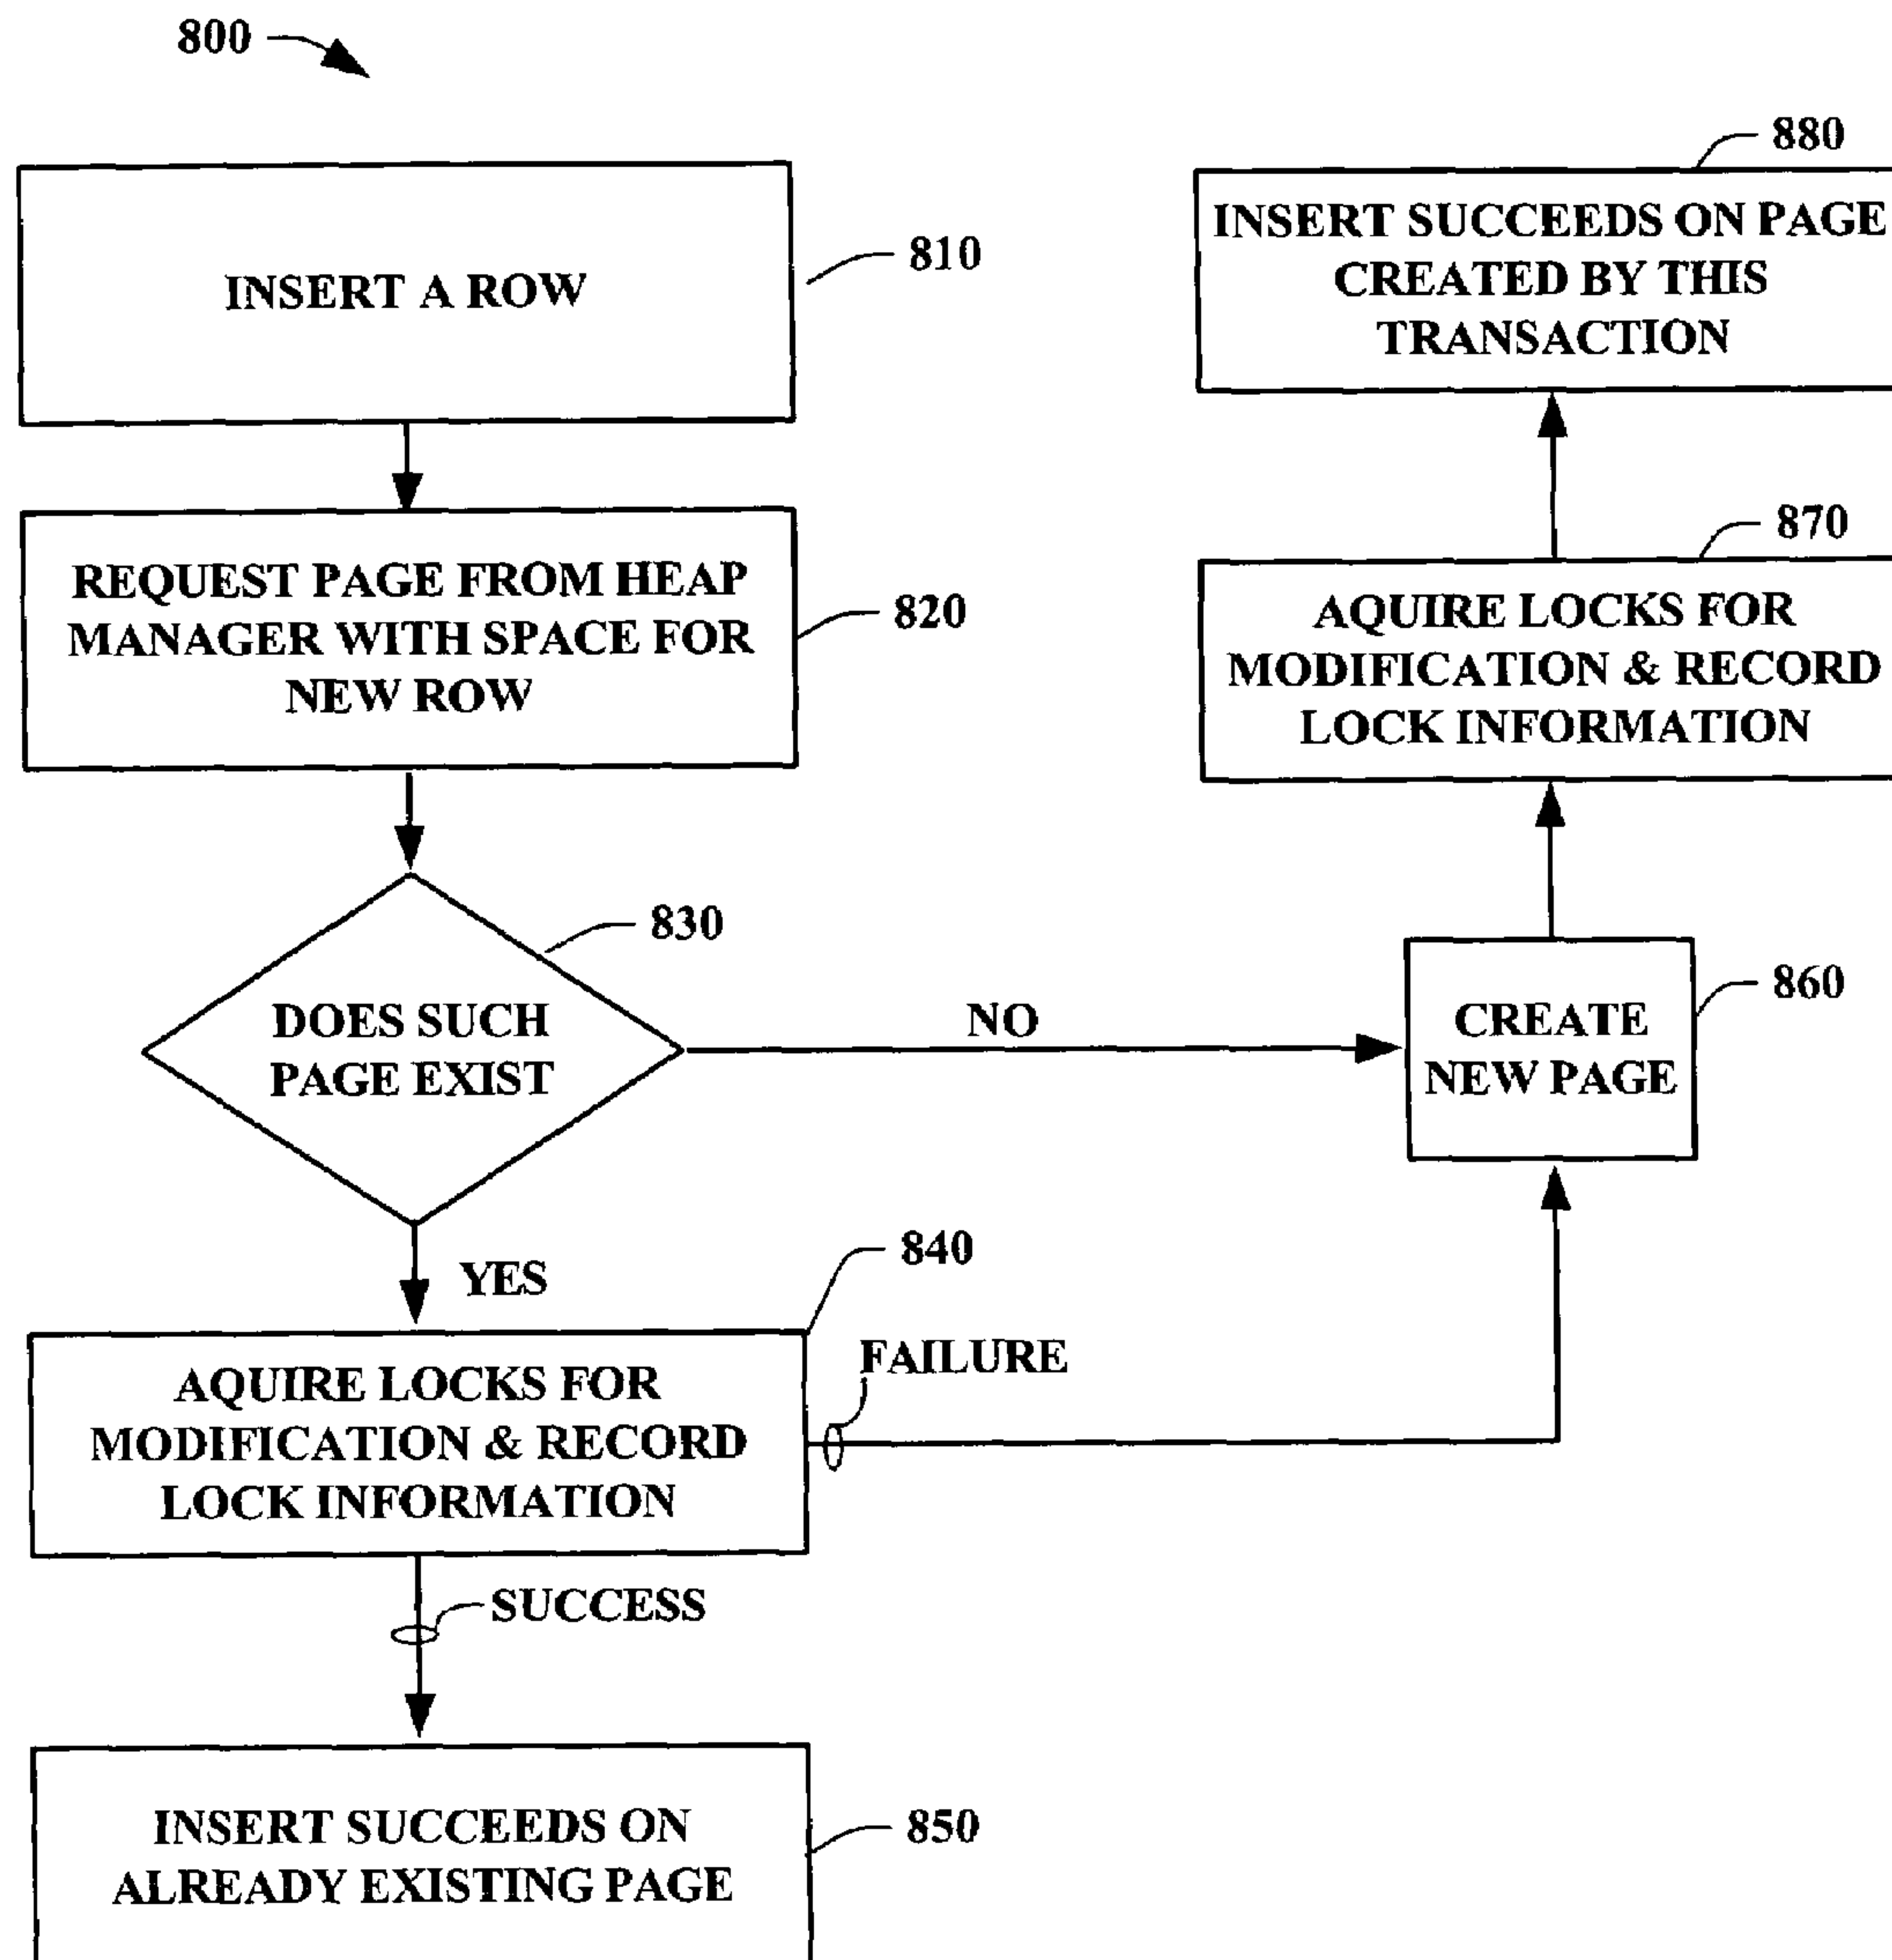 800
INSERT A ROW
810
REQUEST PAGE FROM HEAP
MANAGER WITH SPACE FOR
NEW ROW
820
DOES SUCH
PAGE EXIST
830
NO
YES
AQUIRE LOCKS FOR
MODIFICATION & RECORD
LOCK INFORMATION
840
FAILURE
SUCCESS
INSERT SUCCEEDS ON
ALREADY EXISTING PAGE
850
CREATE
NEW PAGE
860
AQUIRE LOCKS FOR
MODIFICATION & RECORD
LOCK INFORMATION
870
INSERT SUCCEEDS ON PAGE
CREATED BY THIS
TRANSACTION
880